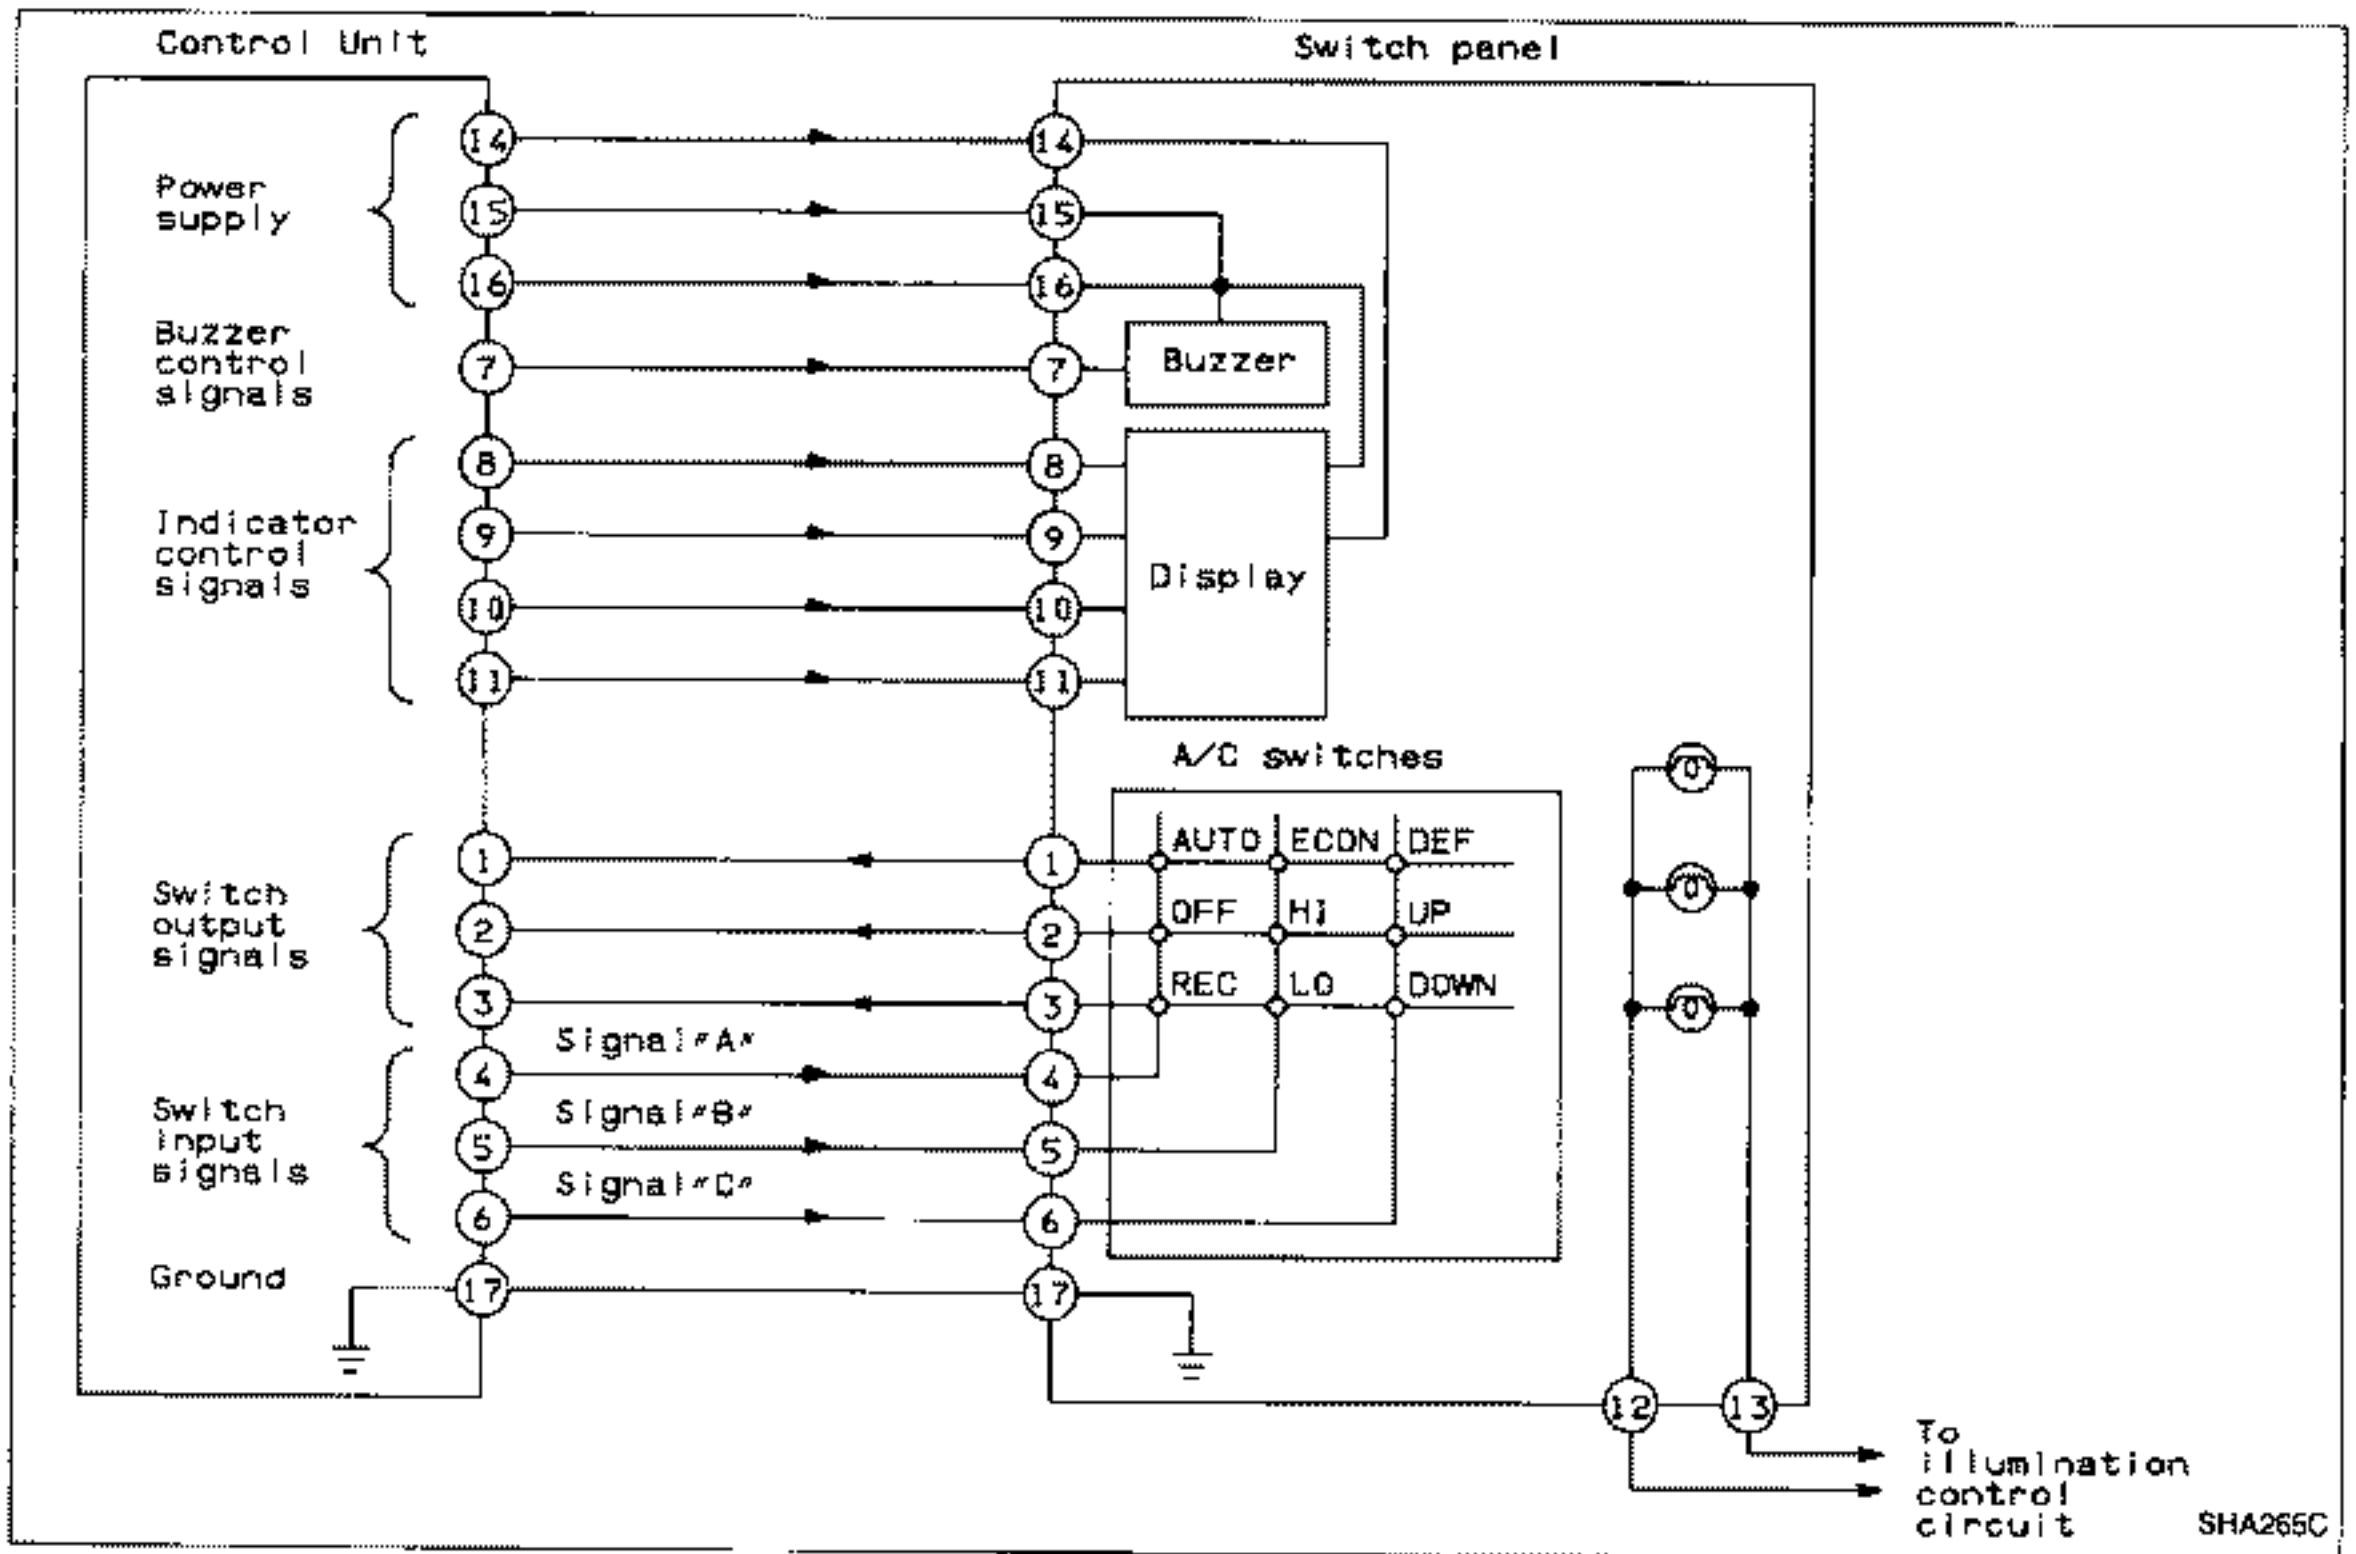 Control Unit
Switch panel
14
14
Power
supply
15
15
16
16
Buzzer
control
signals
7
7
Buzzer
8
8
Indicator
control
signals
9
9
Display
10
10
11
11
A/C switches
1
1
AUTO ECON DEF
Switch
output
signals
2
2
OFF HI UP
3
3
REC LO DOWN
Signal "A"
4
4
Switch
input
signals
Signal "B"
5
5
Signal "C"
6
6
Ground
17
17
12
13
To
illumination
control
circuit
SHA265C